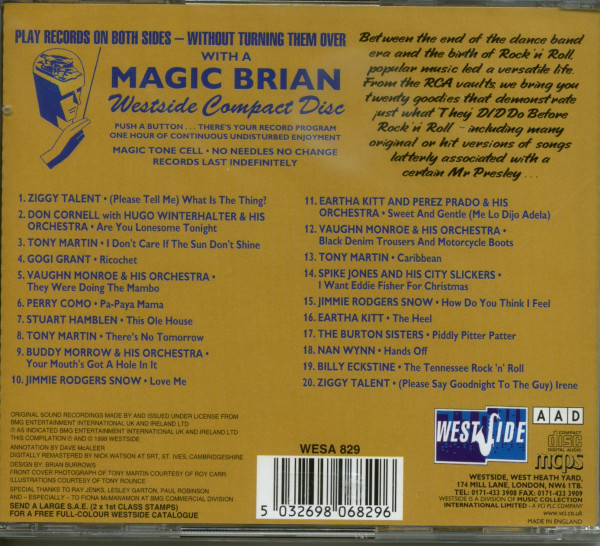 PLAY RECORDS ON BOTH SIDES – WITHOUT TURNING THEM OVER
WITH A
MAGIC BRIAN
Westside Compact Disc
PUSH A BUTTON . . . THERE'S YOUR RECORD PROGRAM
ONE HOUR OF CONTINUOUS UNDISTURBED ENJOYMENT
MAGIC TONE CELL • NO NEEDLES NO CHANGE
RECORDS LAST INDEFINITELY
Between the end of the dance band
era and the birth of Rock 'n' Roll,
popular music led a versatile life.
From the RCA vaults, we bring you
twenty goodies that demonstrate
just what They DID Do Before
Rock 'n' Roll – including many
original or hit versions of songs
latterly associated with a
certain Mr Presley . . .
1. ZIGGY TALENT • (Please Tell Me) What Is The Thing?
2. DON CORNELL with HUGO WINTERHALTER & HIS
ORCHESTRA • Are You Lonesome Tonight
3. TONY MARTIN • I Don't Care If The Sun Don't Shine
4. GOGI GRANT • Ricochet
5. VAUGHN MONROE & HIS ORCHESTRA •
They Were Doing The Mambo
6. PERRY COMO • Pa-Paya Mama
7. STUART HAMBLEN • This Ole House
8. TONY MARTIN • There's No Tomorrow
9. BUDDY MORROW & HIS ORCHESTRA •
Your Mouth's Got A Hole In It
10. JIMMIE RODGERS SNOW • Love Me
11. EARTHA KITT AND PEREZ PRADO & HIS
ORCHESTRA • Sweet And Gentle (Me Lo Dijo Adela)
12. VAUGHN MONROE & HIS ORCHESTRA •
Black Denim Trousers And Motorcycle Boots
13. TONY MARTIN • Caribbean
14. SPIKE JONES AND HIS CITY SLICKERS •
I Want Eddie Fisher For Christmas
15. JIMMIE RODGERS SNOW • How Do You Think I Feel
16. EARTHA KITT • The Heel
17. THE BURTON SISTERS • Piddly Pitter Patter
18. NAN WYNN • Hands Off
19. BILLY ECKSTINE • The Tennessee Rock 'n' Roll
20. ZIGGY TALENT • (Please Say Goodnight To The Guy) Irene
ORIGINAL SOUND RECORDINGS MADE BY AND ISSUED UNDER LICENSE FROM
BMG ENTERTAINMENT INTERNATIONAL UK AND IRELAND LTD
℗ AS INDICATED BMG ENTERTAINMENT INTERNATIONAL UK AND IRELAND LTD
THIS COMPILATION ℗ AND © 1998 WESTSIDE
ANNOTATION BY DAVE McALEER
DIGITALLY REMASTERED BY NICK WATSON AT SRT, ST. IVES, CAMBRIDGESHIRE
DESIGN BY: BRIAN BURROWS
FRONT COVER PHOTOGRAPH OF TONY MARTIN COURTESY OF ROY CARR
ILLUSTRATIONS COURTESY OF TONY ROUNCE
SPECIAL THANKS TO RAY JENKS, LESLEY GARTON, PAUL ROBINSON
AND – ESPECIALLY – TO FIONA McMANAMON AT BMG COMMERCIAL DIVISION
SEND A LARGE S.A.E. (2 x 1st CLASS STAMPS)
FOR A FREE FULL-COLOUR WESTSIDE CATALOGUE
WESA 829
5 032698 068296
WESTSIDE
AAD
COMPACT
disc
DIGITAL AUDIO
mcps
WESTSIDE, WEST HEATH YARD,
174 MILL LANE, LONDON, NW6 1TB.
TEL: 0171-433 3908 FAX: 0171-433 3909
WESTSIDE IS A DIVISION OF MUSIC COLLECTION
INTERNATIONAL LIMITED • A VCI PLC COMPANY
www.vci.co.uk
MADE IN ENGLAND